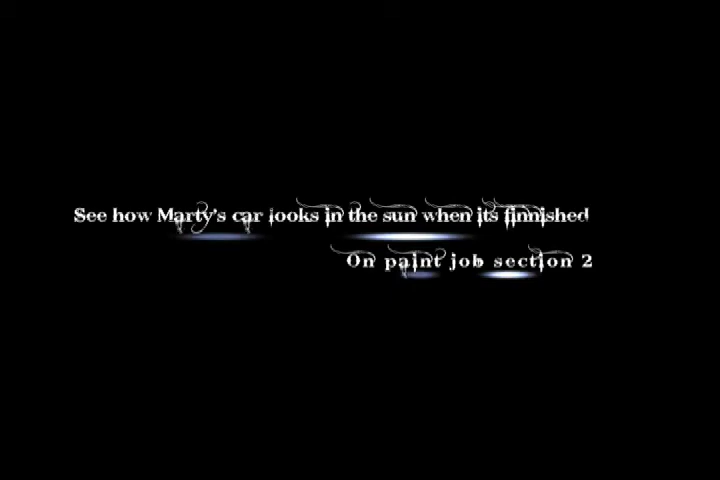 See how Marty's car looks in the sun when its finnished
On paint job section 2